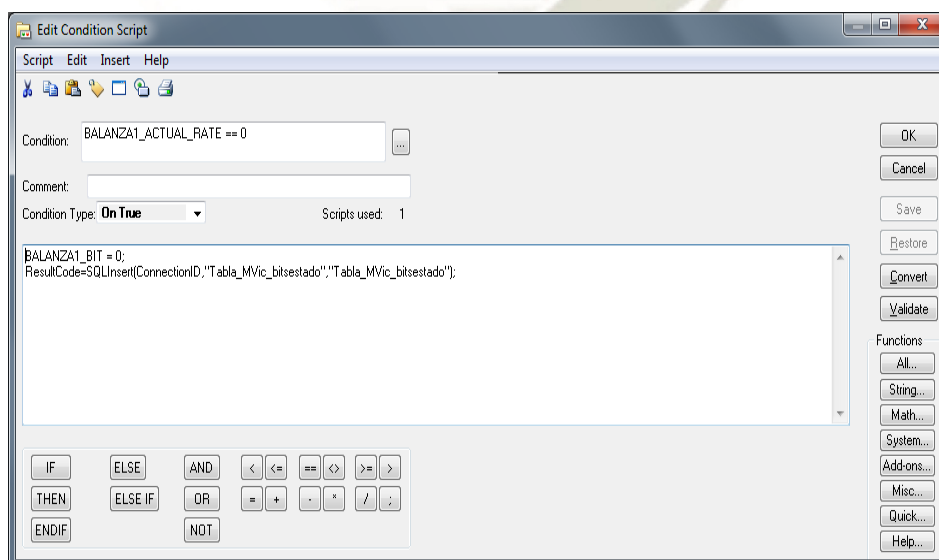 Edit Condition Script
Script Edit Insert Help
Condition: BALANZA1_ACTUAL_RATE == 0 ...
Comment:
Condition Type: On True Scripts used: 1
BALANZA1_BIT = 0;
ResultCode=SQLInsert(ConnectionID,"Tabla_MVic_bitsestado","Tabla_MVic_bitsestado");
OK
Cancel
Save
Restore
Convert
Validate
Functions
All...
String...
Math...
System...
Add-ons...
Misc...
Quick...
Help...
IF ELSE AND < <= == <> >= >
THEN ELSE IF OR = + - * / ;
ENDIF NOT